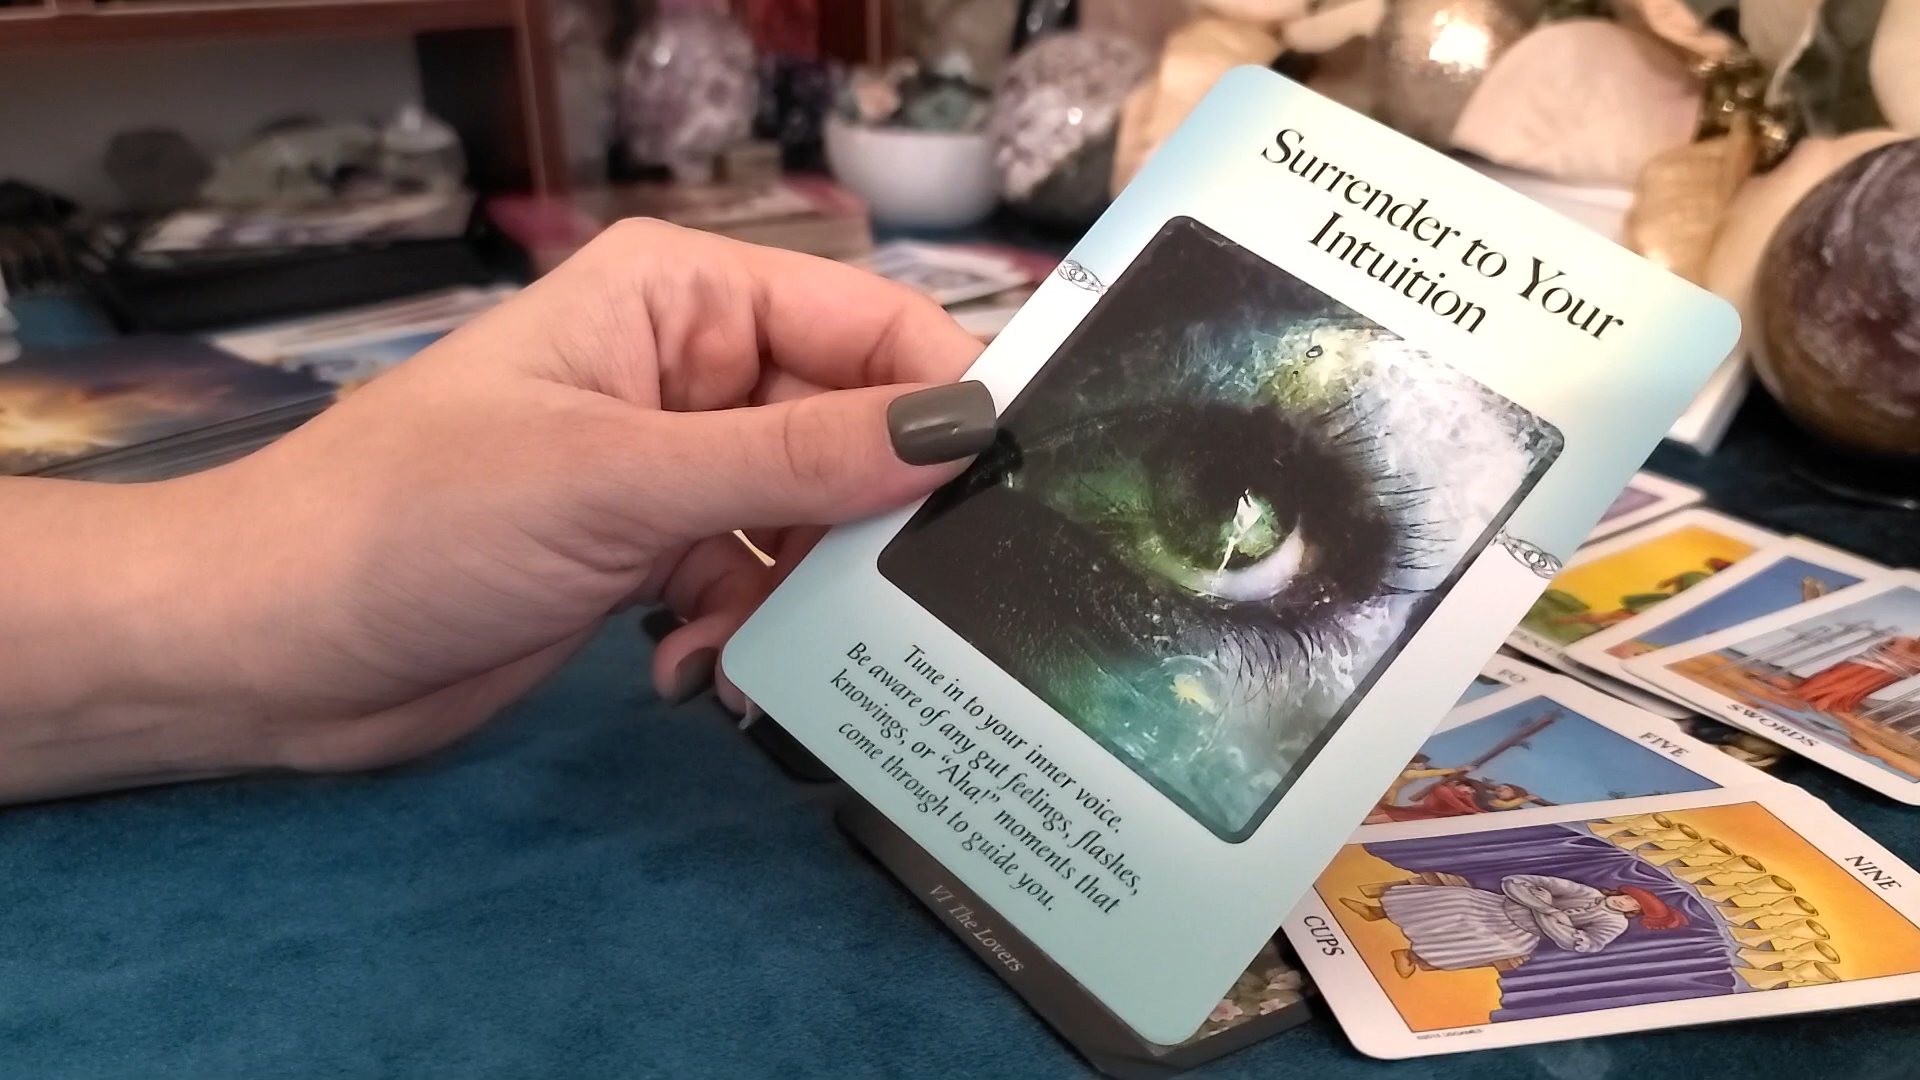 Surrender to Your
Intuition
Tune in to your inner voice.
Be aware of any gut feelings, flashes,
knowings, or “Aha!” moments that
come through to guide you.
VI The Lovers
SWORDS
FIVE
NINE
CUPS